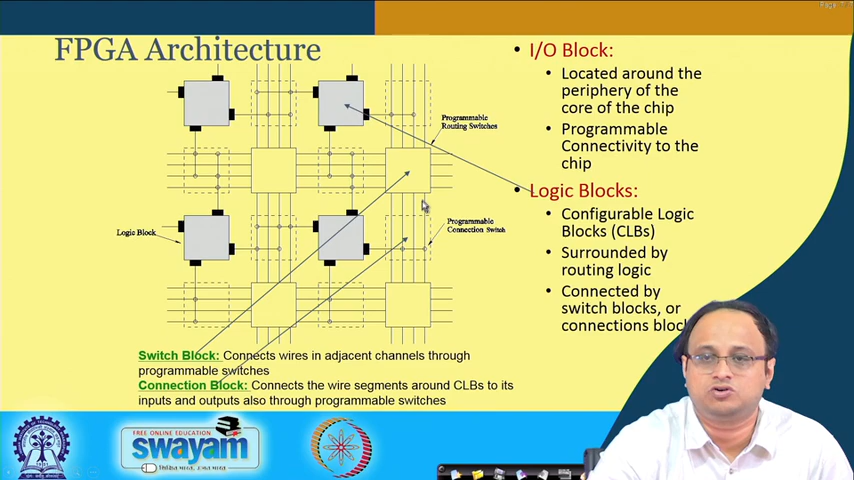 FPGA Architecture
Programmable
Routing Switches
Logic Block
Programmable
Connection Switch
Switch Block: Connects wires in adjacent channels through
programmable switches
Connection Block: Connects the wire segments around CLBs to its
inputs and outputs also through programmable switches
• I/O Block:
• Located around the
periphery of the
core of the chip
• Programmable
Connectivity to the
chip
• Logic Blocks:
• Configurable Logic
Blocks (CLBs)
• Surrounded by
routing logic
• Connected by
switch blocks, or
connections block
FREE ONLINE EDUCATION
swayam